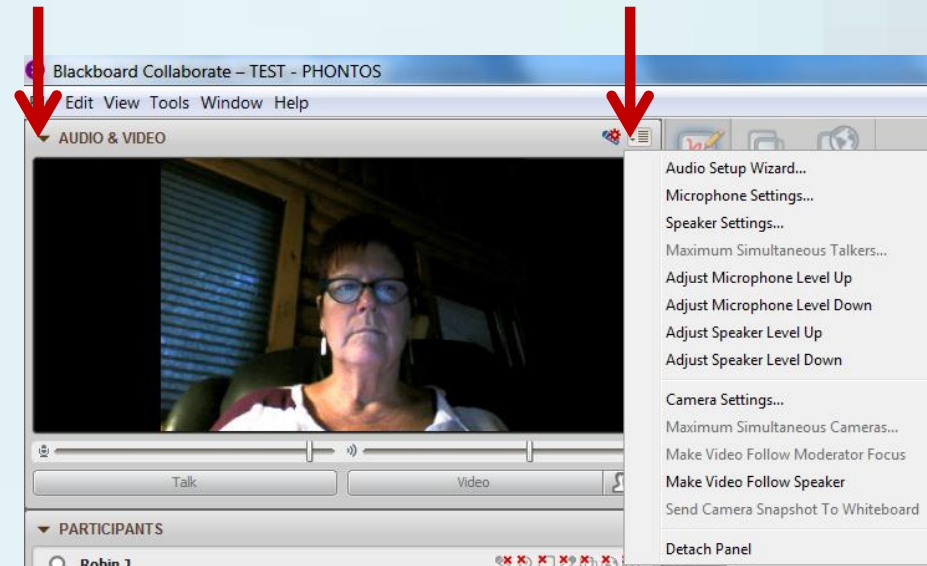 Blackboard Collaborate – TEST - PHONTOS
Edit View Tools Window Help
AUDIO & VIDEO
Audio Setup Wizard...
Microphone Settings...
Speaker Settings...
Maximum Simultaneous Talkers...
Adjust Microphone Level Up
Adjust Microphone Level Down
Adjust Speaker Level Up
Adjust Speaker Level Down
Camera Settings...
Maximum Simultaneous Cameras...
Make Video Follow Moderator Focus
Make Video Follow Speaker
Send Camera Snapshot To Whiteboard
Detach Panel
Talk
Video
PARTICIPANTS
Robin